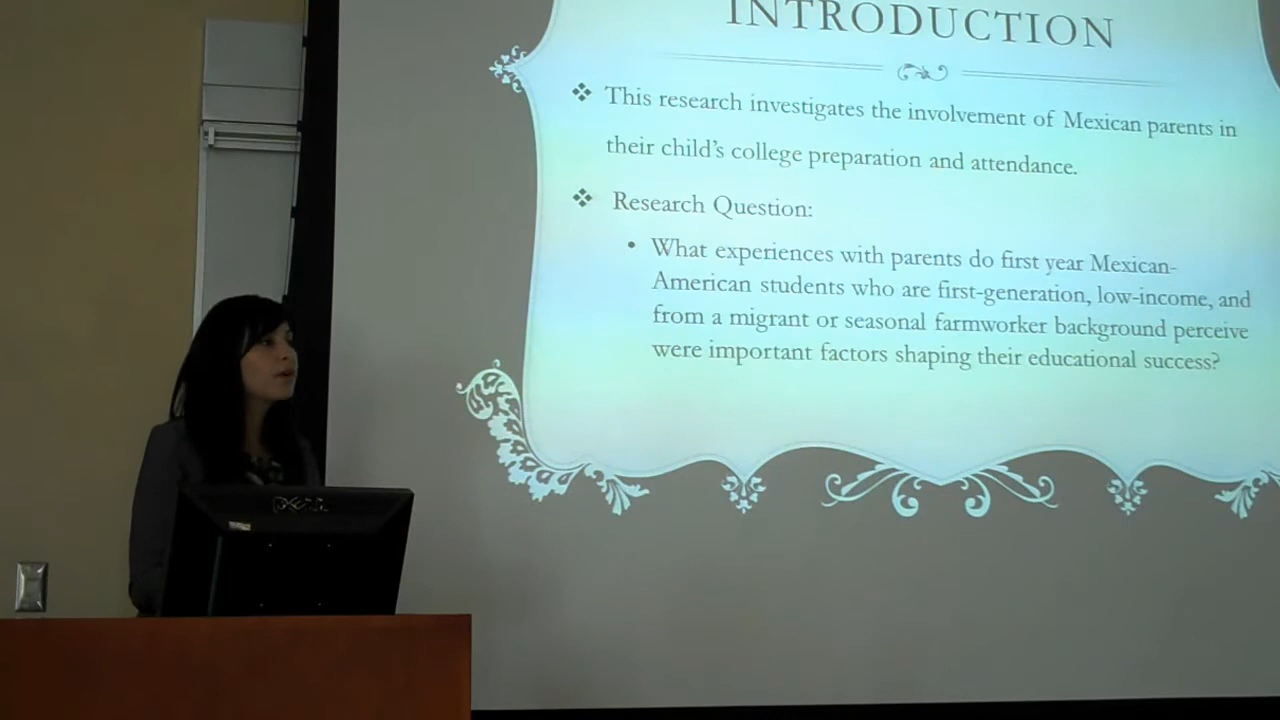 INTRODUCTION
This research investigates the involvement of Mexican parents in
their child's college preparation and attendance.
Research Question:
What experiences with parents do first year Mexican-
American students who are first-generation, low-income, and
from a migrant or seasonal farmworker background perceive
were important factors shaping their educational success?
DELL